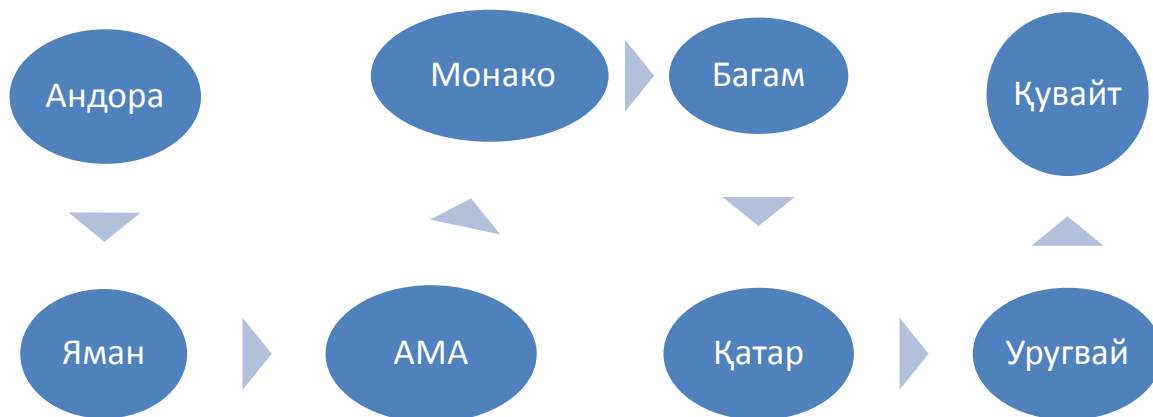 Андора
Яман
АМА
Монако
Багам
Қатар
Уругвай
Қувайт